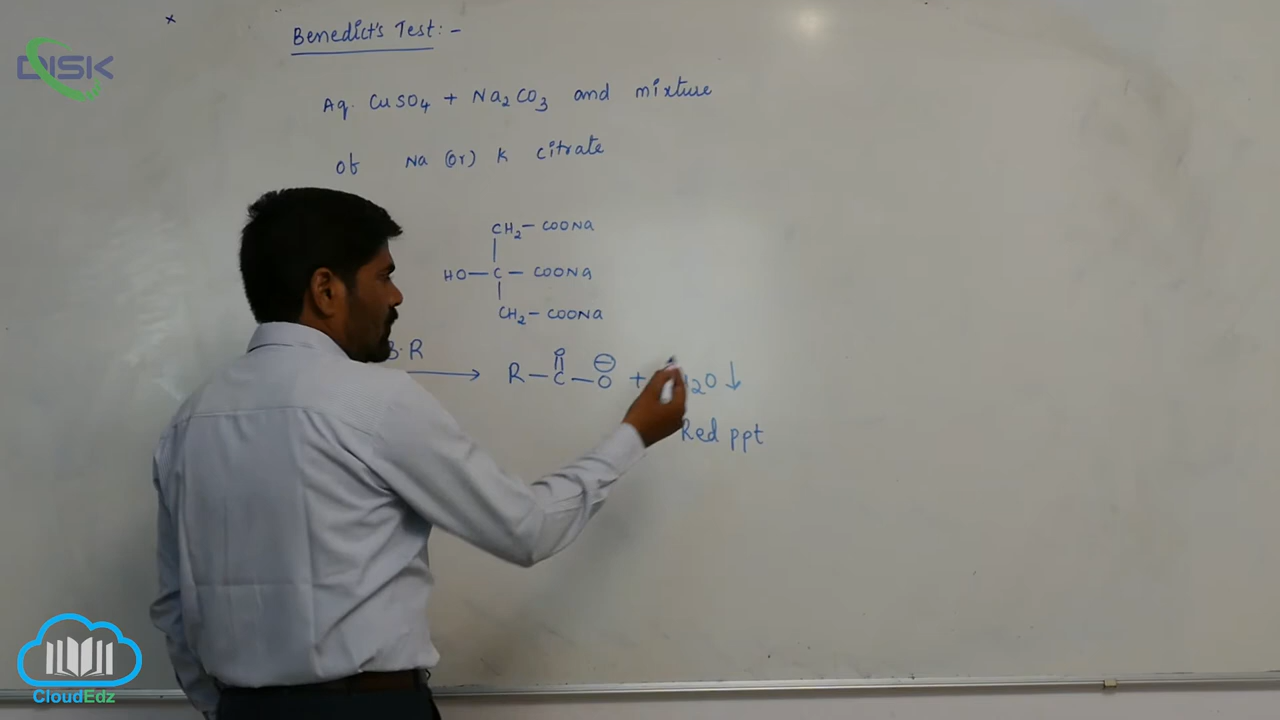 x
Benedict's Test:-
DISK
Aq. CuSO4 + Na2CO3 and mixture
of Na (or) K citrate
CH2 - COONa
HO - C - COONa
CH2 - COONa
B.R
R - C - O ⊖ + 2O ↓
O
Red ppt
CloudEdz